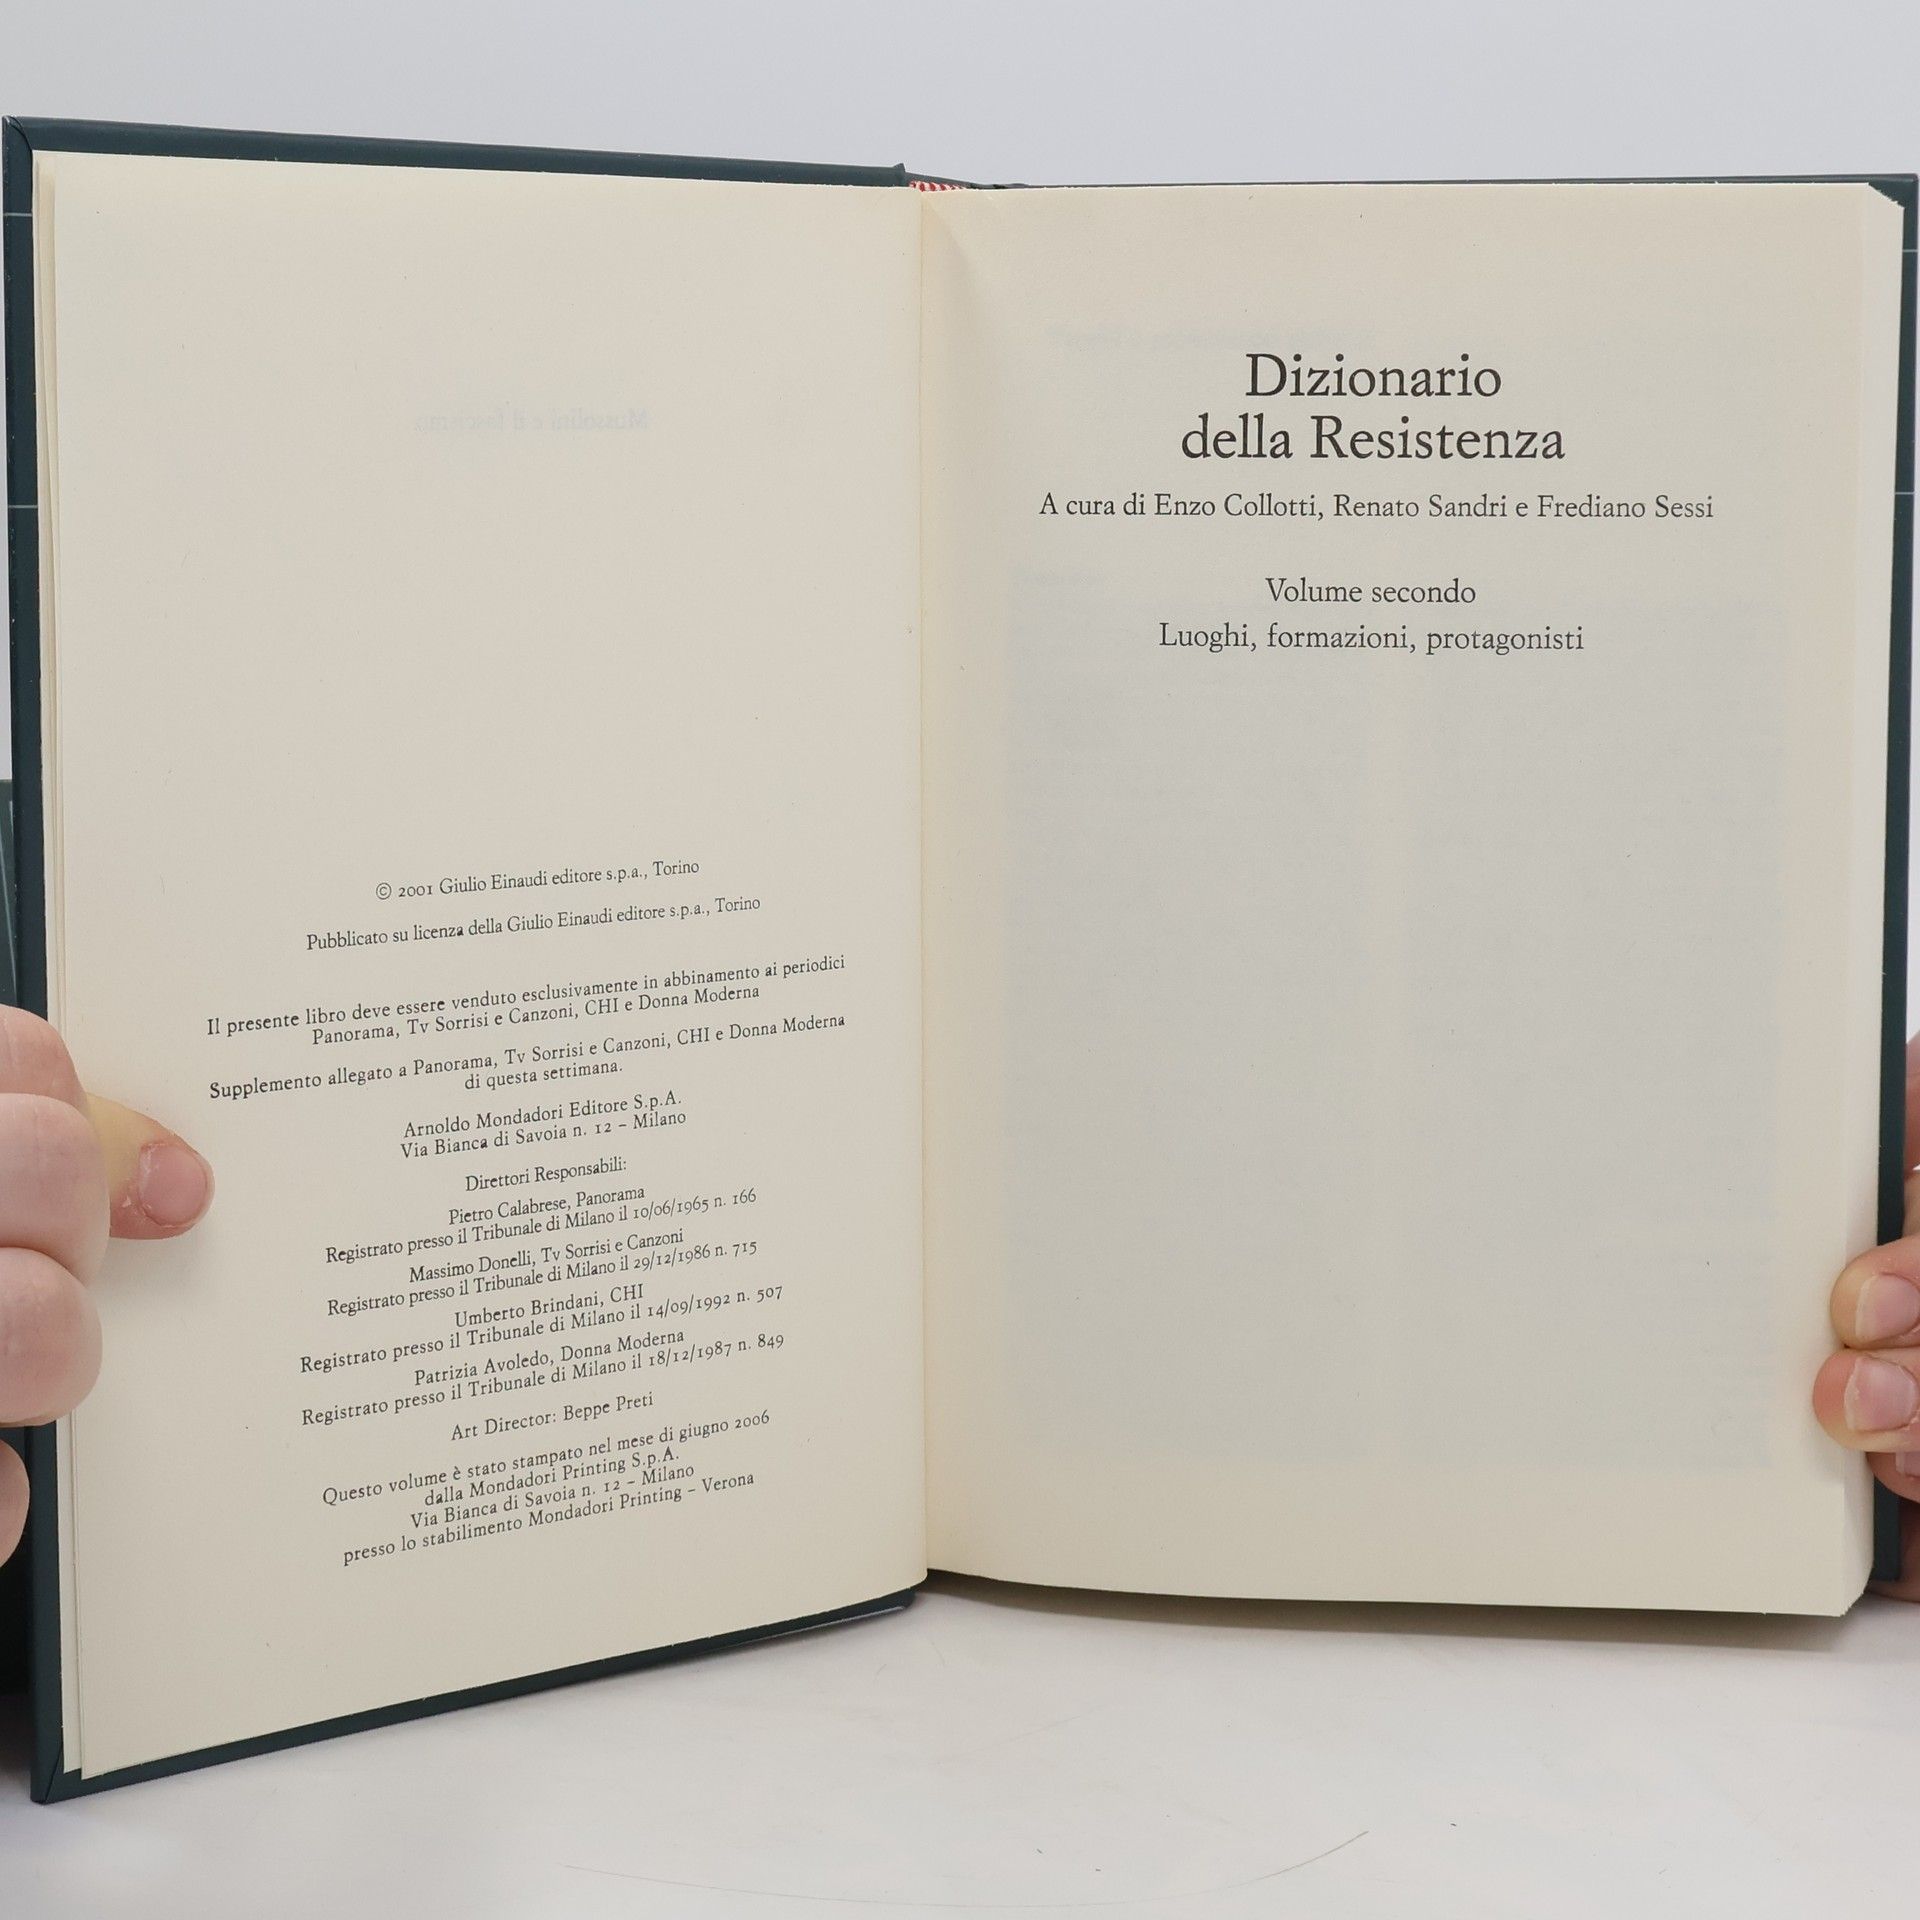 Mussolini e il fascismo
© 2001 Giulio Einaudi editore s.p.a., Torino
Pubblicato su licenza della Giulio Einaudi editore s.p.a., Torino
Il presente libro deve essere venduto esclusivamente in abbinamento ai periodici
Panorama, Tv Sorrisi e Canzoni, CHI e Donna Moderna
Supplemento allegato a Panorama, Tv Sorrisi e Canzoni, CHI e Donna Moderna
di questa settimana.
Arnoldo Mondadori Editore S.p.A.
Via Bianca di Savoia n. 12 – Milano
Direttori Responsabili:
Pietro Calabrese, Panorama
Registrato presso il Tribunale di Milano il 10/06/1965 n. 166
Massimo Donelli, Tv Sorrisi e Canzoni
Registrato presso il Tribunale di Milano il 29/12/1986 n. 715
Umberto Brindani, CHI
Registrato presso il Tribunale di Milano il 14/09/1992 n. 507
Patrizia Avoledo, Donna Moderna
Registrato presso il Tribunale di Milano il 18/12/1987 n. 849
Art Director: Beppe Preti
Questo volume è stato stampato nel mese di giugno 2006
dalla Mondadori Printing S.p.A.
Via Bianca di Savoia n. 12 – Milano
presso lo stabilimento Mondadori Printing – Verona
Dizionario
della Resistenza
A cura di Enzo Collotti, Renato Sandri e Frediano Sessi
Volume secondo
Luoghi, formazioni, protagonisti